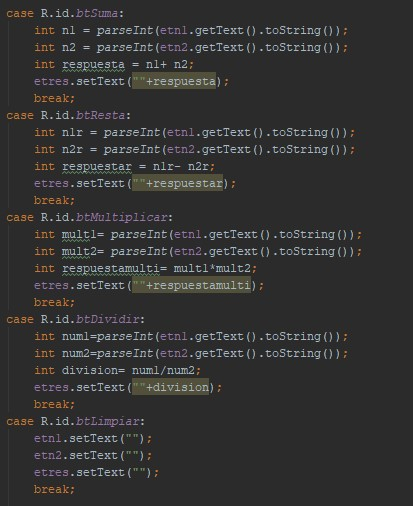 case R.id.btSuma:
    int n1 = parseInt(etn1.getText().toString());
    int n2 = parseInt(etn2.getText().toString());
    int respuesta = n1+ n2;
    etres.setText(""+respuesta);
    break;
case R.id.btResta:
    int n1r = parseInt(etn1.getText().toString());
    int n2r = parseInt(etn2.getText().toString());
    int respuestar = n1r- n2r;
    etres.setText(""+respuestar);
    break;
case R.id.btMultiplicar:
    int mult1= parseInt(etn1.getText().toString());
    int mult2= parseInt(etn2.getText().toString());
    int respuestamulti= mult1*mult2;
    etres.setText(""+respuestamulti);
    break;
case R.id.btDividir:
    int num1=parseInt(etn1.getText().toString());
    int num2=parseInt(etn2.getText().toString());
    int division= num1/num2;
    etres.setText(""+division);
    break;
case R.id.btLimpiar:
    etn1.setText("");
    etn2.setText("");
    etres.setText("");
    break;